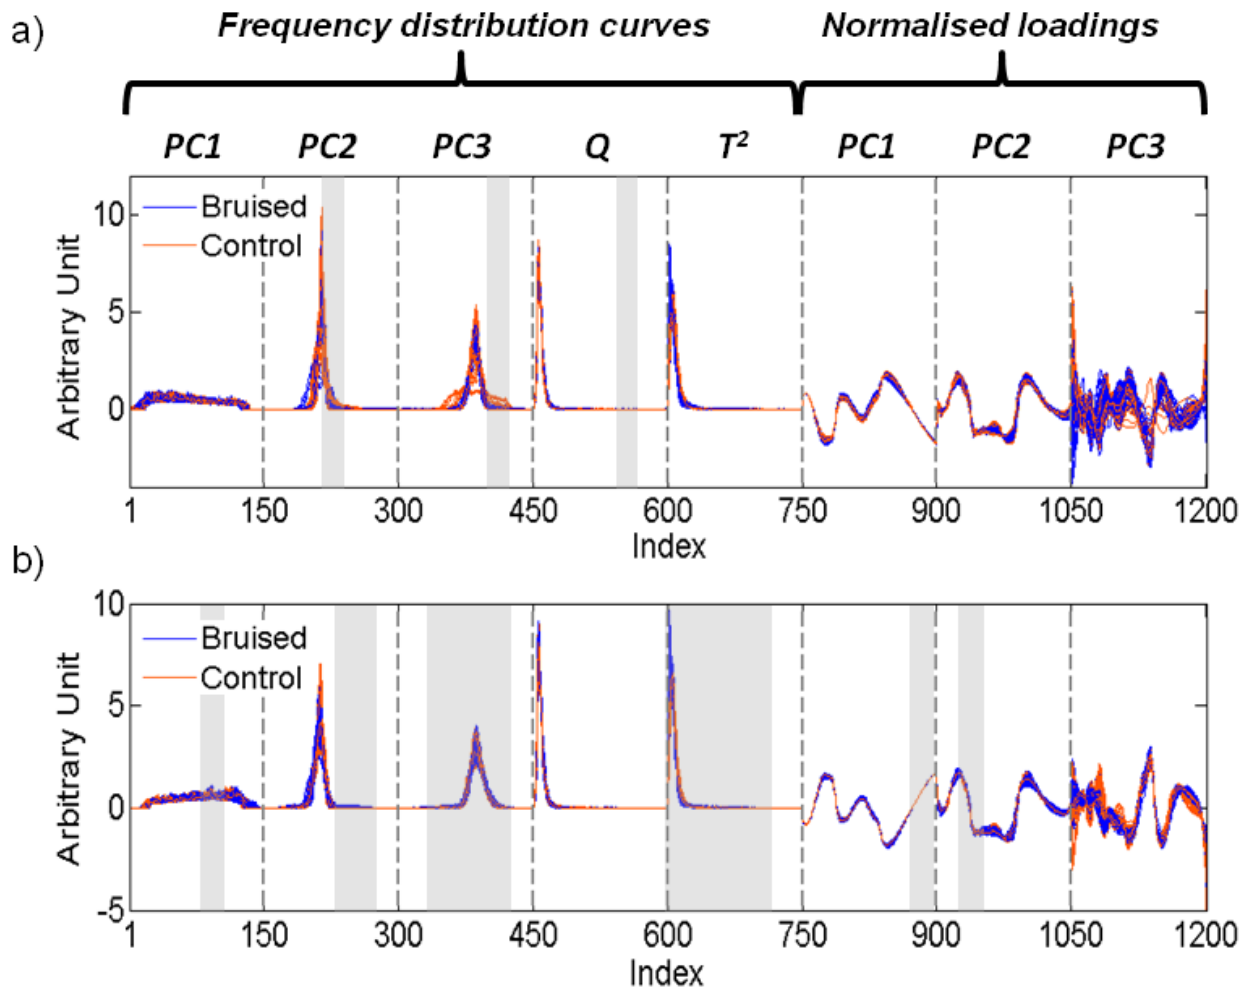 a)
Frequency distribution curves Normalised loadings
PC1 PC2 PC3 Q T² PC1 PC2 PC3
10
5
0
Arbitrary Unit
Bruised
Control
1 150 300 450 600 750 900 1050 1200
Index
b)
10
5
0
-5
Arbitrary Unit
Bruised
Control
1 150 300 450 600 750 900 1050 1200
Index